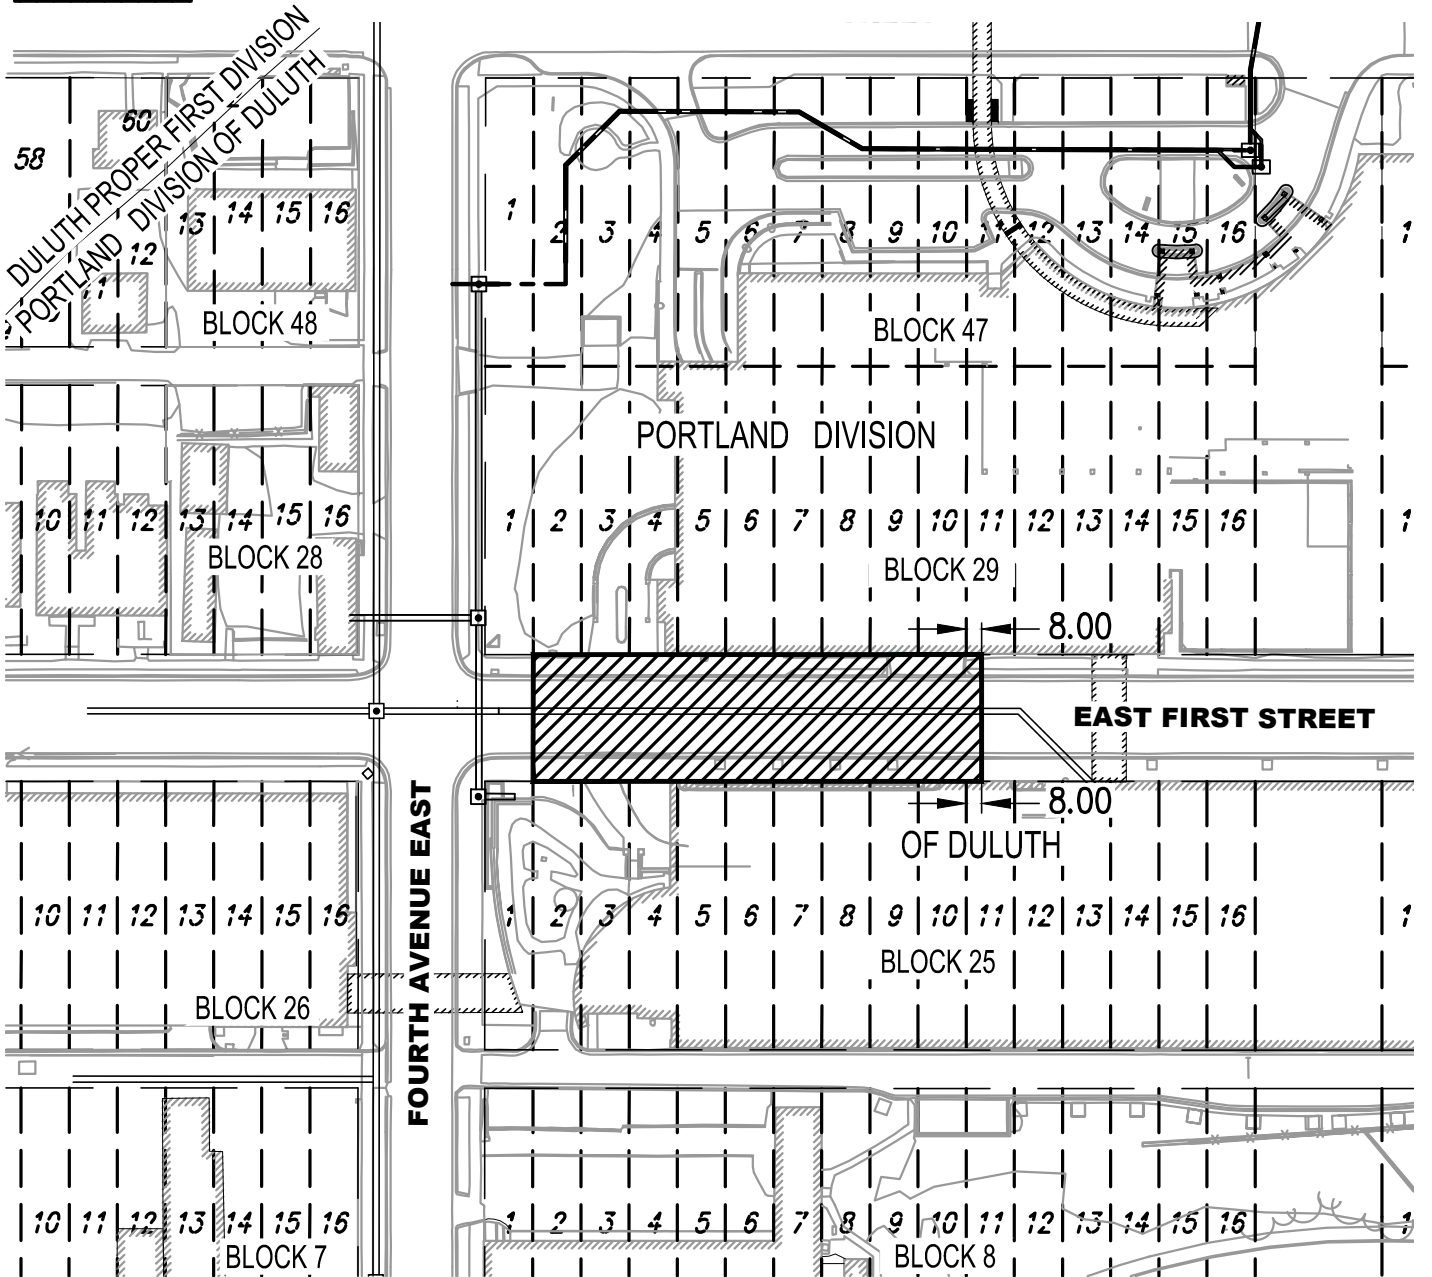 DULUTH PROPER FIRST DIVISION
PORTLAND DIVISION OF DULUTH
60
58
13 14 15 16
12
11
BLOCK 48
1 2 3 4 5 6 7 8 9 10 11 12 13 14 15 16 1
BLOCK 47
PORTLAND DIVISION
10 11 12 13 14 15 16
BLOCK 28
1 2 3 4 5 6 7 8 9 10 11 12 13 14 15 16 1
BLOCK 29
8.00
EAST FIRST STREET
8.00
OF DULUTH
FOURTH AVENUE EAST
10 11 12 13 14 15 16
BLOCK 26
1 2 3 4 5 6 7 8 9 10 11 12 13 14 15 16 1
BLOCK 25
10 11 12 13 14 15 16
BLOCK 7
1 2 3 4 5 6 7 8 9 10 11 12 13 14 15 16 1
BLOCK 8